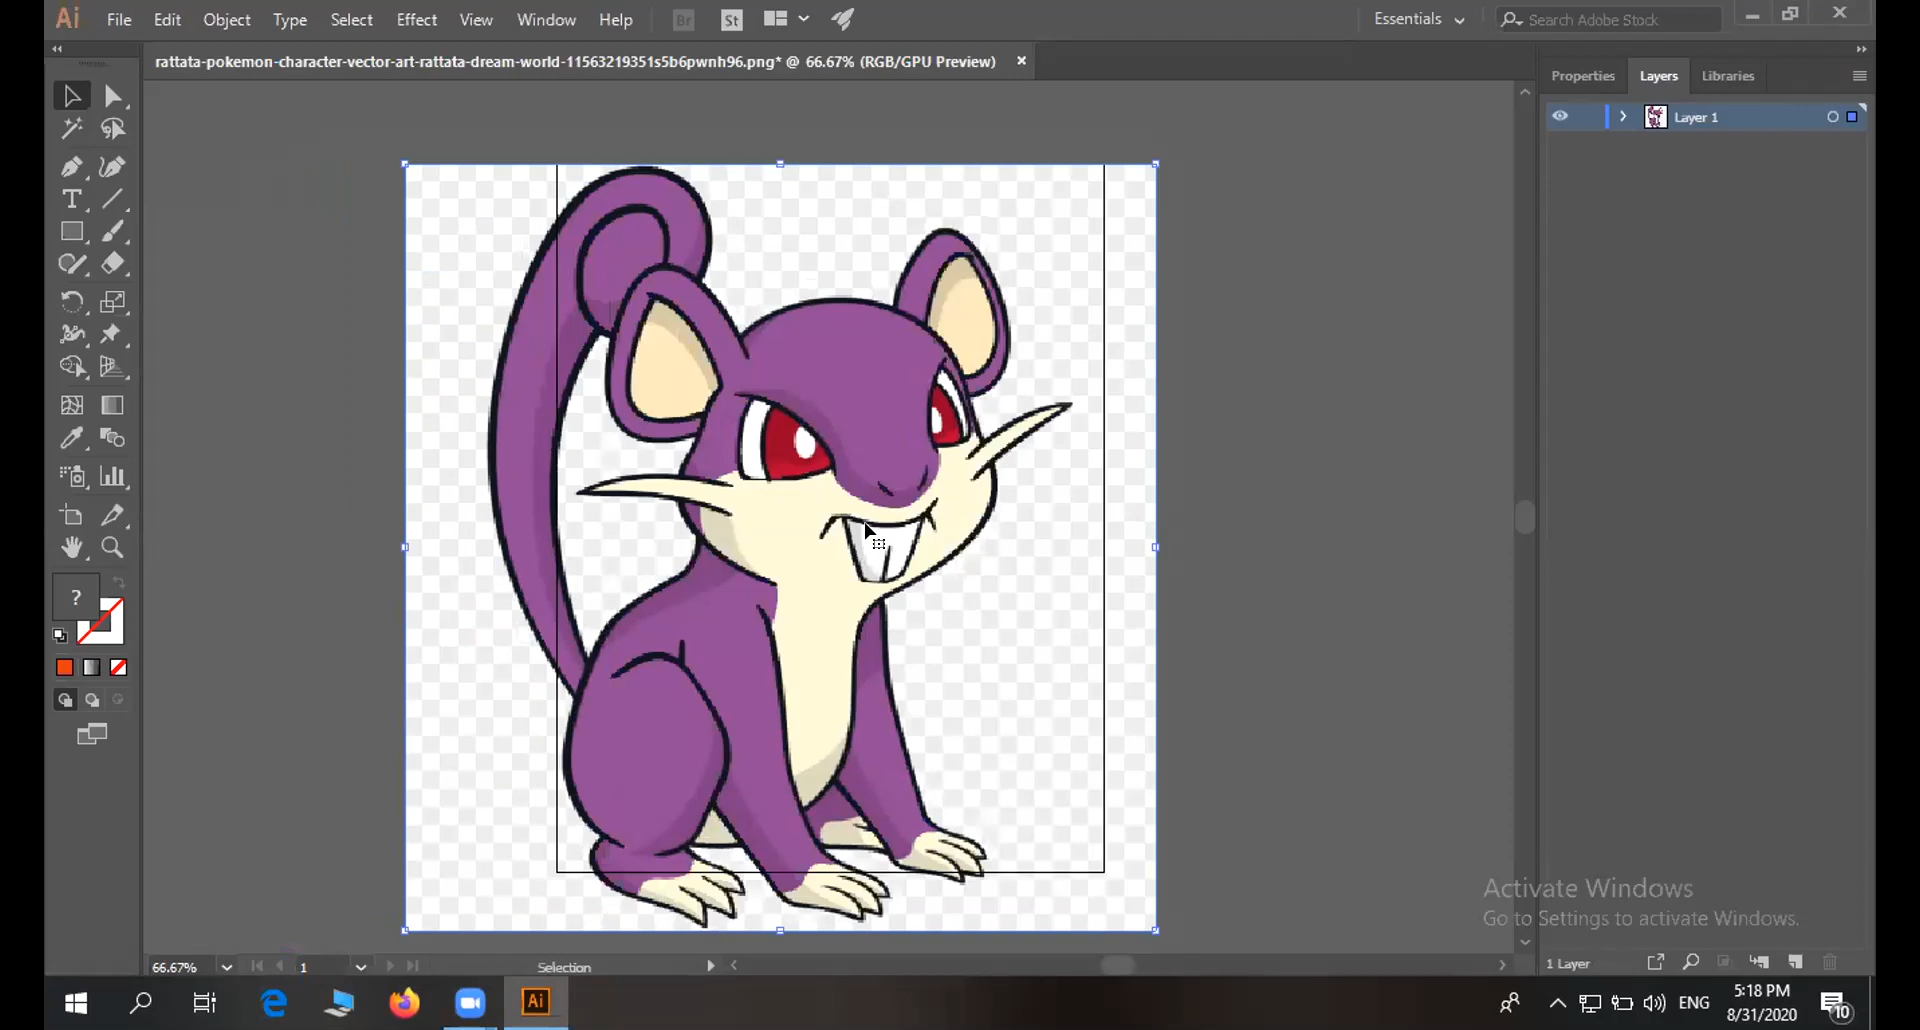 Ai File Edit Object Type Select Effect View Window Help Br St Essentials Search Adobe Stock
rattata-pokemon-character-vector-art-rattata-dream-world-11563219351s5b6pwnh96.png* @ 66.67% (RGB/GPU Preview)
Properties Layers Libraries
Layer 1
T
?
Activate Windows
Go to Settings to activate Windows.
66.67% 1 Selection
1 Layer
Ai ENG 5:18 PM
8/31/2020
10